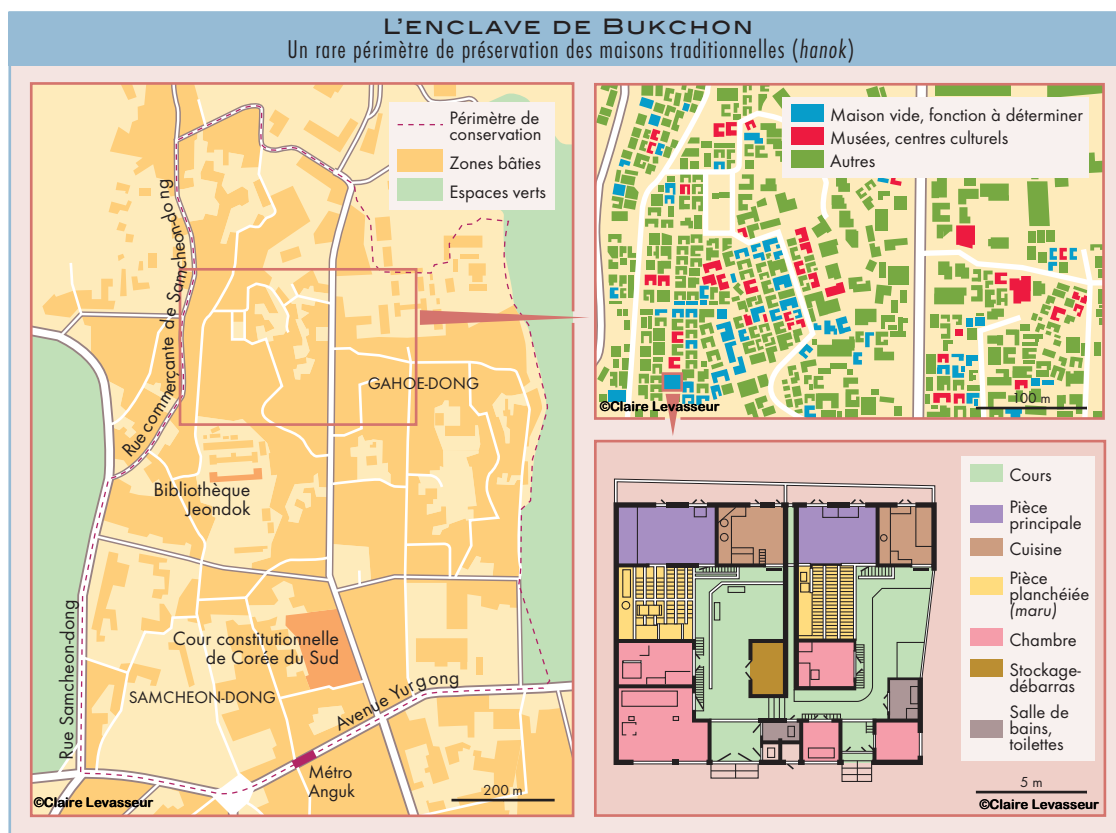 L'ENCLAVE DE BUKCHON
Un rare périmètre de préservation des maisons traditionnelles (hanok)
Périmètre de
conservation
Zones bâties
Espaces verts
Rue commerçante de Samcheondong
GAHOE-DONG
Bibliothèque
Jeondok
Cour constitutionnelle
de Corée du Sud
SAMCHEON-DONG
Rue Samcheon-dong
Avenue Yurgong
Métro
Anguk
200 m
©Claire Levasseur
Maison vide, fonction à déterminer
Musées, centres culturels
Autres
100 m
©Claire Levasseur
Cours
Pièce
principale
Cuisine
Pièce
planchéiée
(maru)
Chambre
Stockage-
débarras
Salle de
bains,
toilettes
5 m
©Claire Levasseur